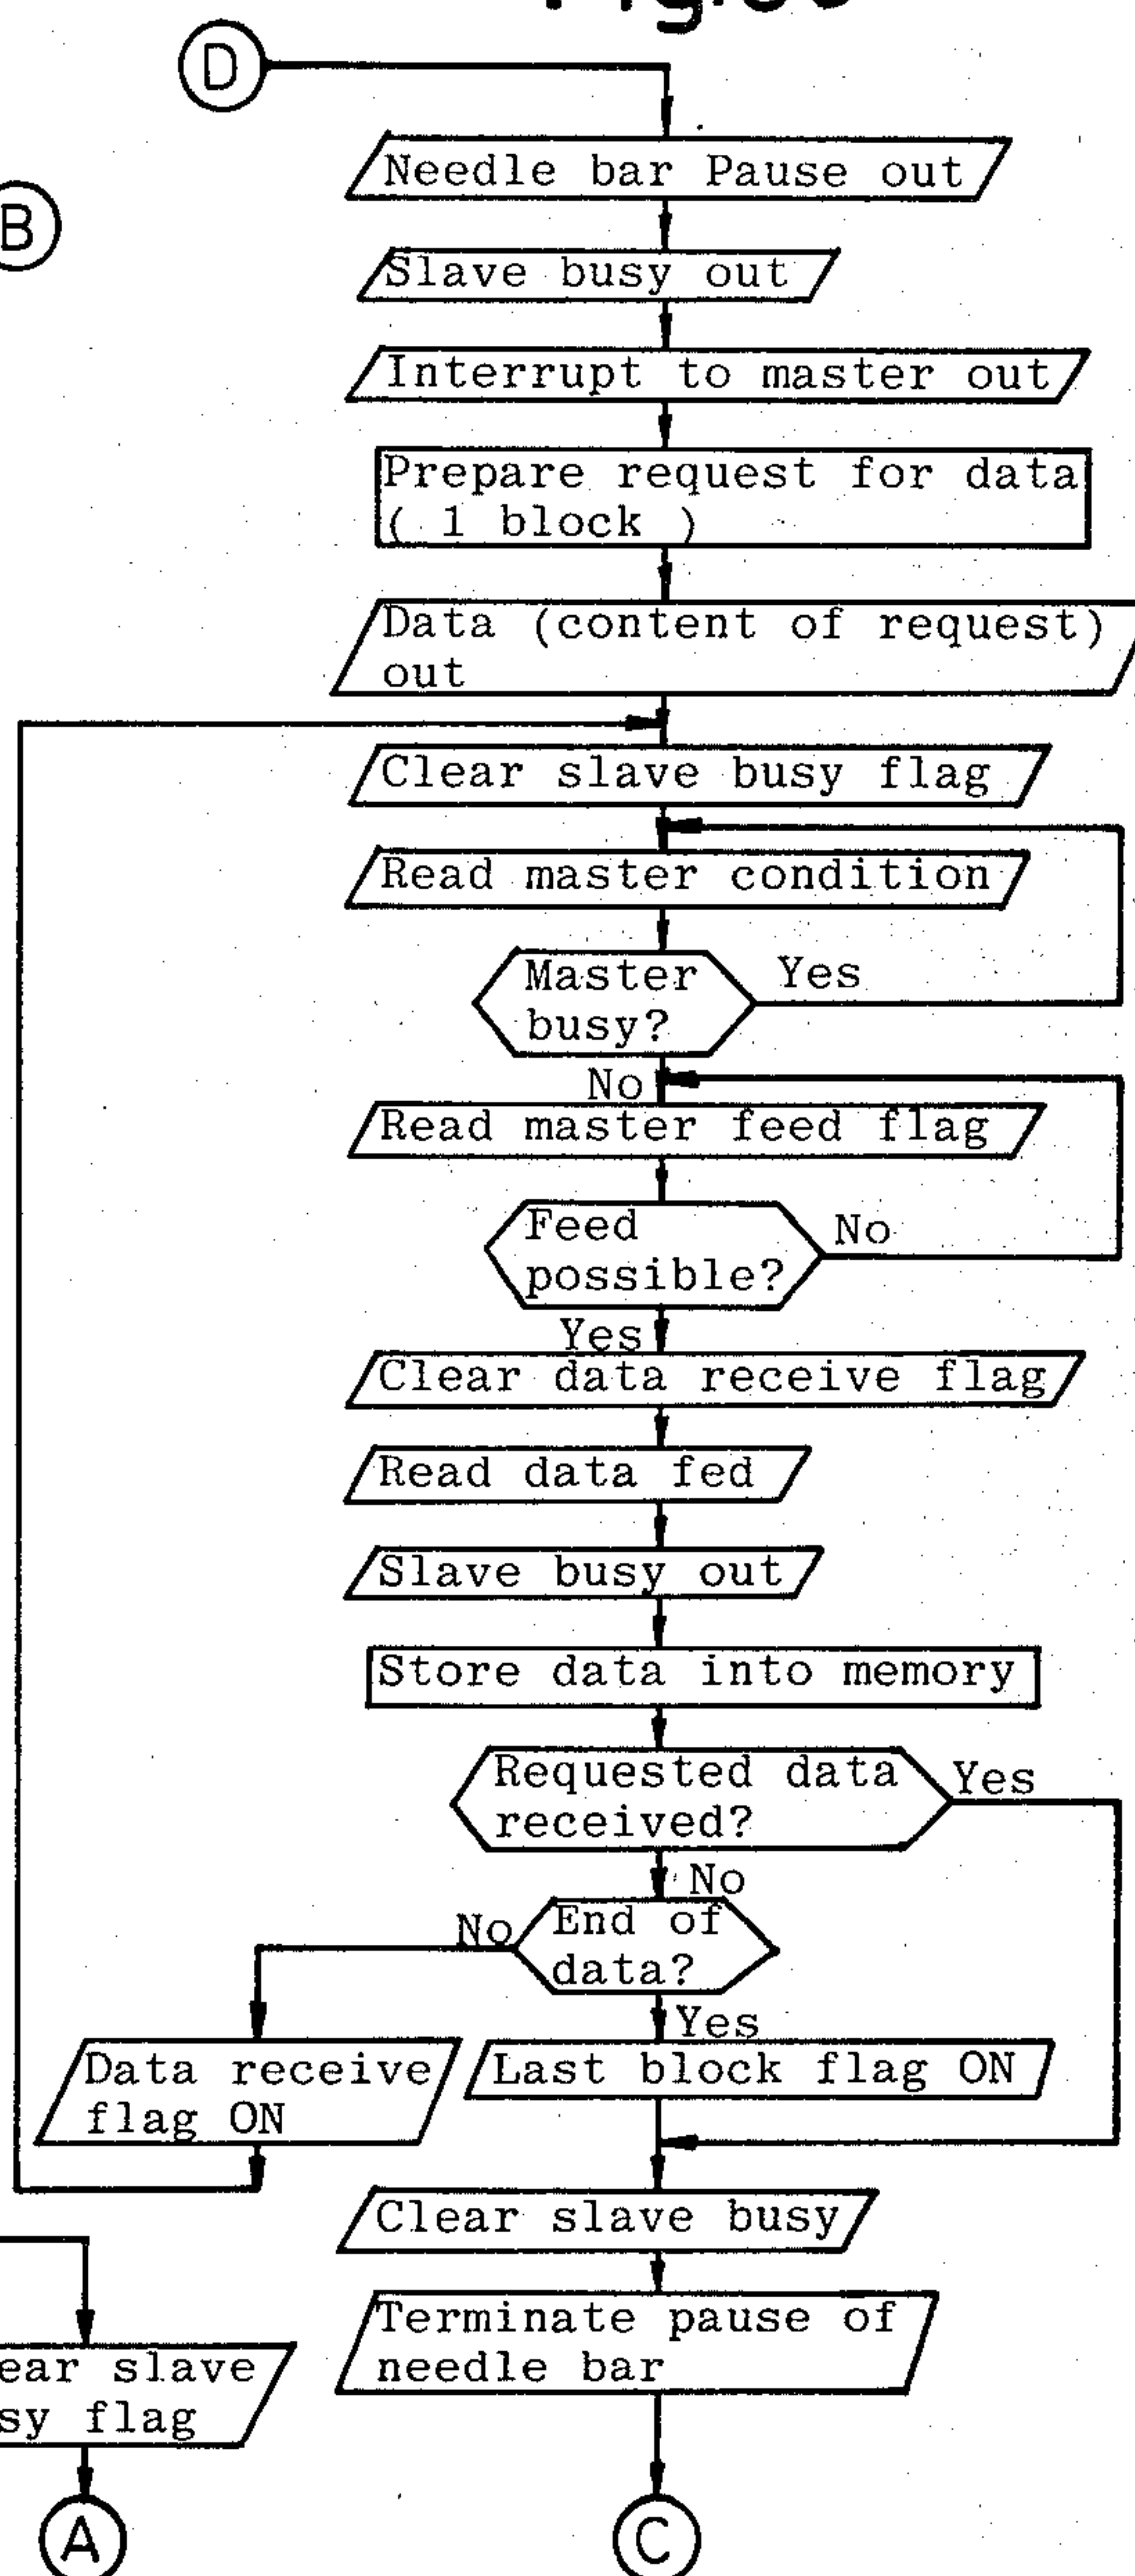 D
Needle bar Pause out
B
Slave busy out
Interrupt to master out
Prepare request for data
( 1 block )
Data (content of request)
out
Clear slave busy flag
Read master condition
Master
busy?
Yes
No
Read master feed flag
Feed
possible?
No
Yes
Clear data receive flag
Read data fed
Slave busy out
Store data into memory
Requested data
received?
Yes
No
End of
data?
No
Yes
Data receive
flag ON
Last block flag ON
Clear slave busy
Terminate pause of
needle bar
slave
flag
A
C